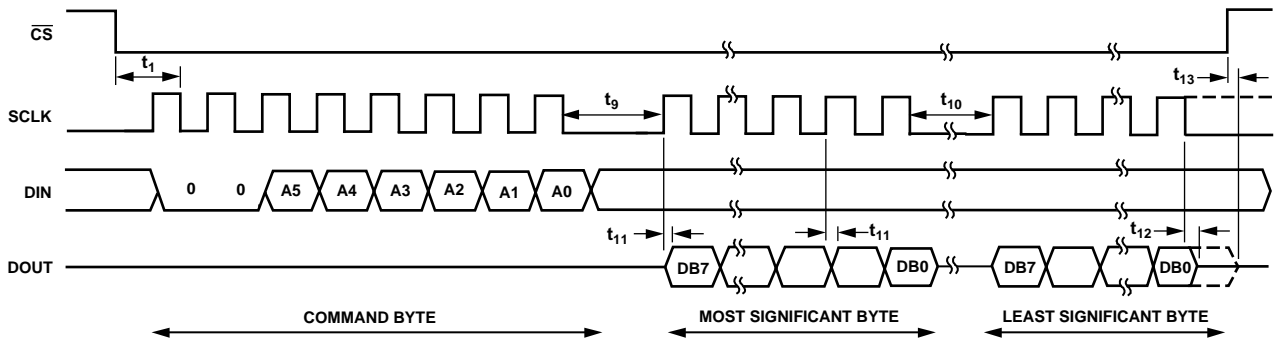 CS
t1
t13
SCLK
t9
t10
DIN
0 0 A5 A4 A3 A2 A1 A0
t11
t11
t12
DOUT
DB7 DB0 DB7 DB0
COMMAND BYTE
MOST SIGNIFICANT BYTE
LEAST SIGNIFICANT BYTE